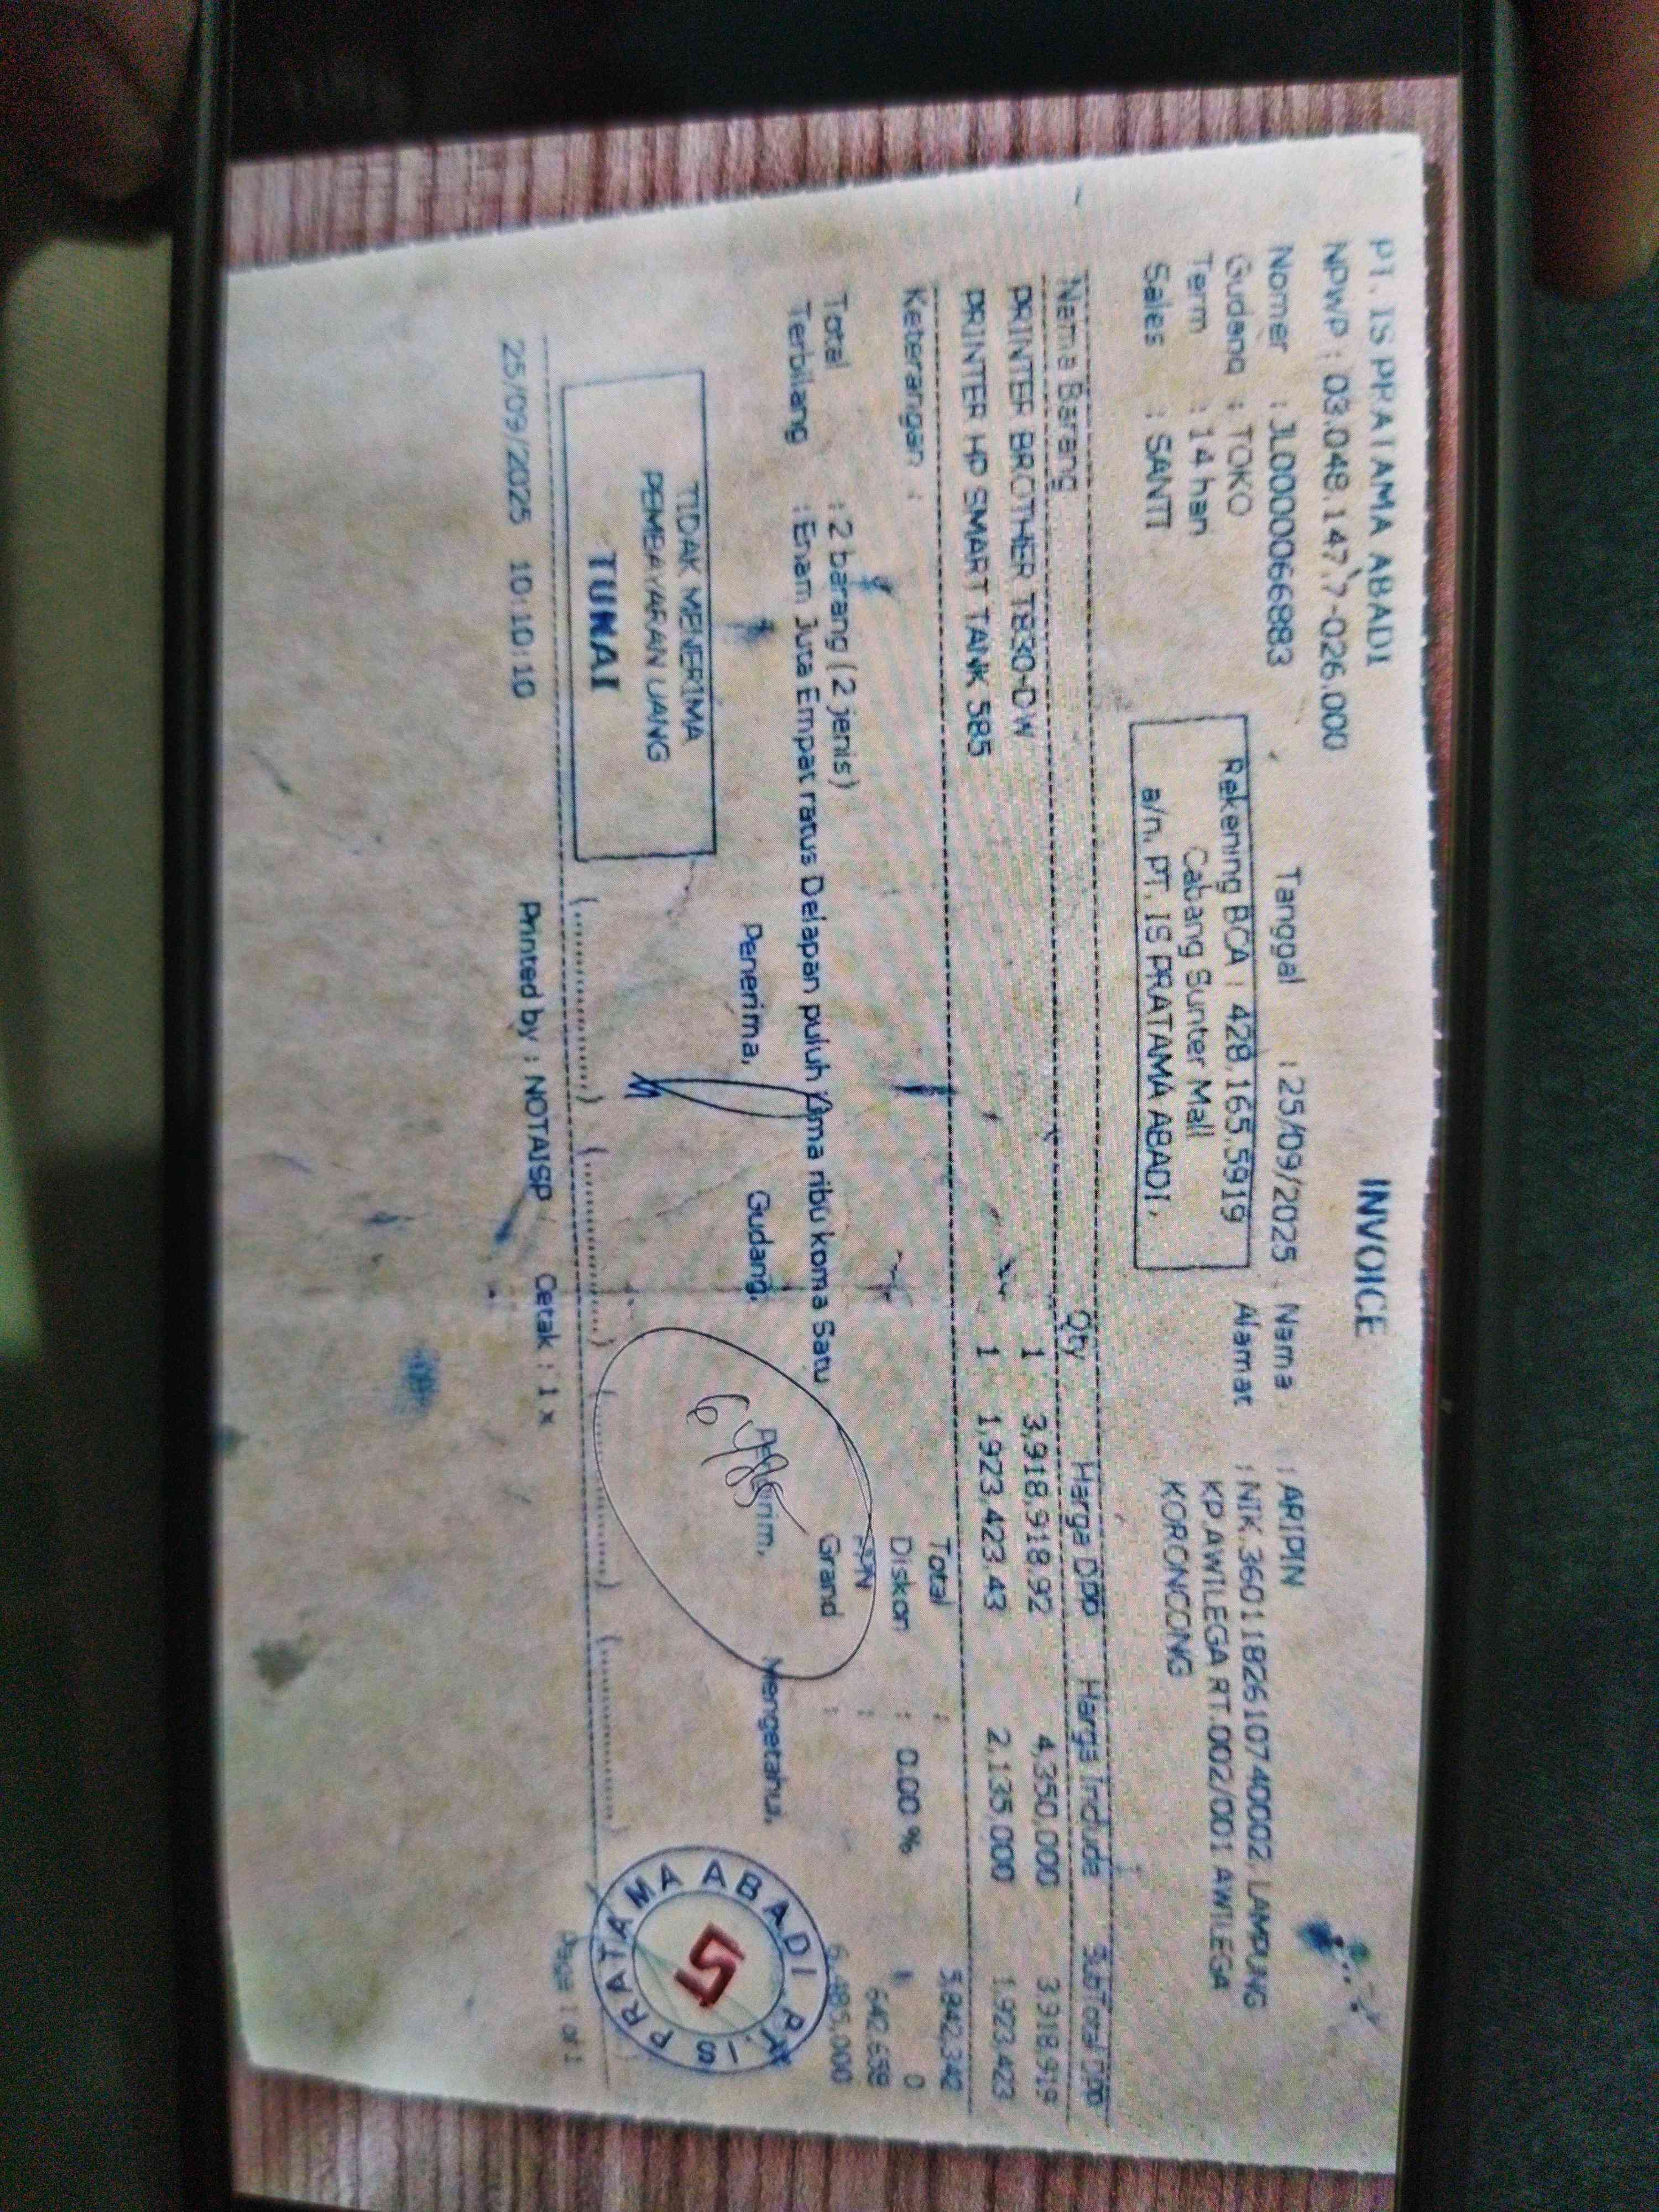 PT. IS PRATAMA ABADI
INVOICE
NPWP : 03.048.147.7-026.000
Nomer : JL0000066883
Tanggal : 25/09/2025
Nama : ARIPIN
Gudang : TOKO
Rekening BCA : 428.165.5919
Alamat : NIK.3601182610740002, LAMPUNG
Term : 14 hari
Cabang Sunter Mall
KP.AWILEGA RT.002/001 AWILEGA
Sales : SANTI
a/n. PT. IS PRATAMA ABADI.
KORONCONG
Nama Barang Qty Harga Dpp Harga Include SubTotal Dpp
PRINTER BROTHER T830-DW 1 3,918,918.92 4,350,000 3,918,919
PRINTER HP SMART TANK 585 1 1,923,423.43 2,135,000 1,923,423
Keterangan :
Total : 5,842,342
Diskon : 0.00 % 0
PPN : 642,658
Total : 2 barang (2 jenis)
Grand : 6,485,000
Terbilang : Enam Juta Empat ratus Delapan puluh Lima ribu koma Satu
Penerima, Gudang, Pengirim, Mengetahui,
6.485
TIDAK MENERIMA
PEMBAYARAN UANG
TUNAI
(............) (............) (............) (............)
PT. IS PRATAMA ABADI
25/09/2025 10:10:10 Printed by : NOTAISP Cetak : 1 x Page 1 of 1